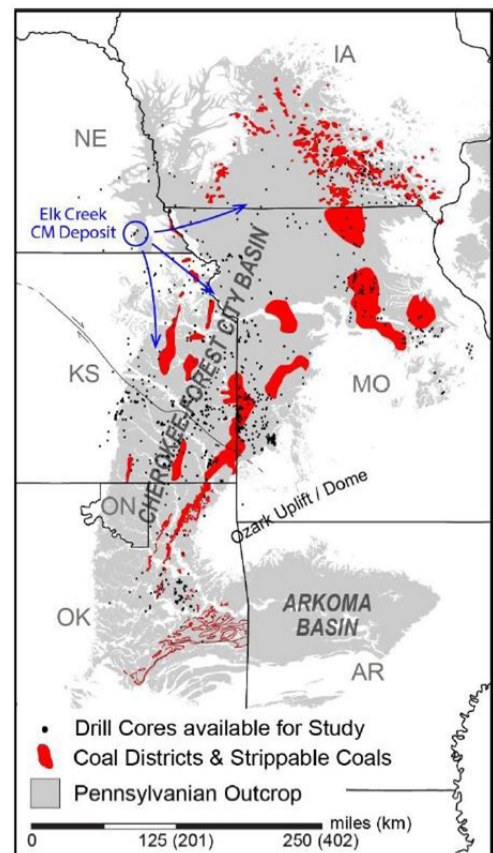 IA
NE
Elk Creek
CM Deposit
CHEROKEE-FOREST CITY BASIN
KS
MO
ON
Ozark Uplift / Dome
OK
ARKOMA
BASIN
AR
Drill Cores available for Study
Coal Districts & Strippable Coals
Pennsylvanian Outcrop
miles (km)
0 125 (201) 250 (402)